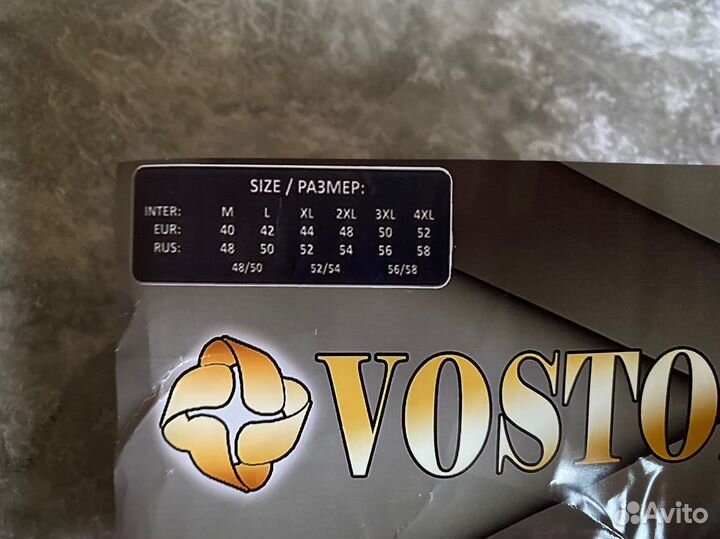 SIZE / РАЗМЕР:
INTER: M L XL 2XL 3XL 4XL
EUR: 40 42 44 48 50 52
RUS: 48 50 52 54 56 58
48/50 52/54 56/58
VOSTO
Avito